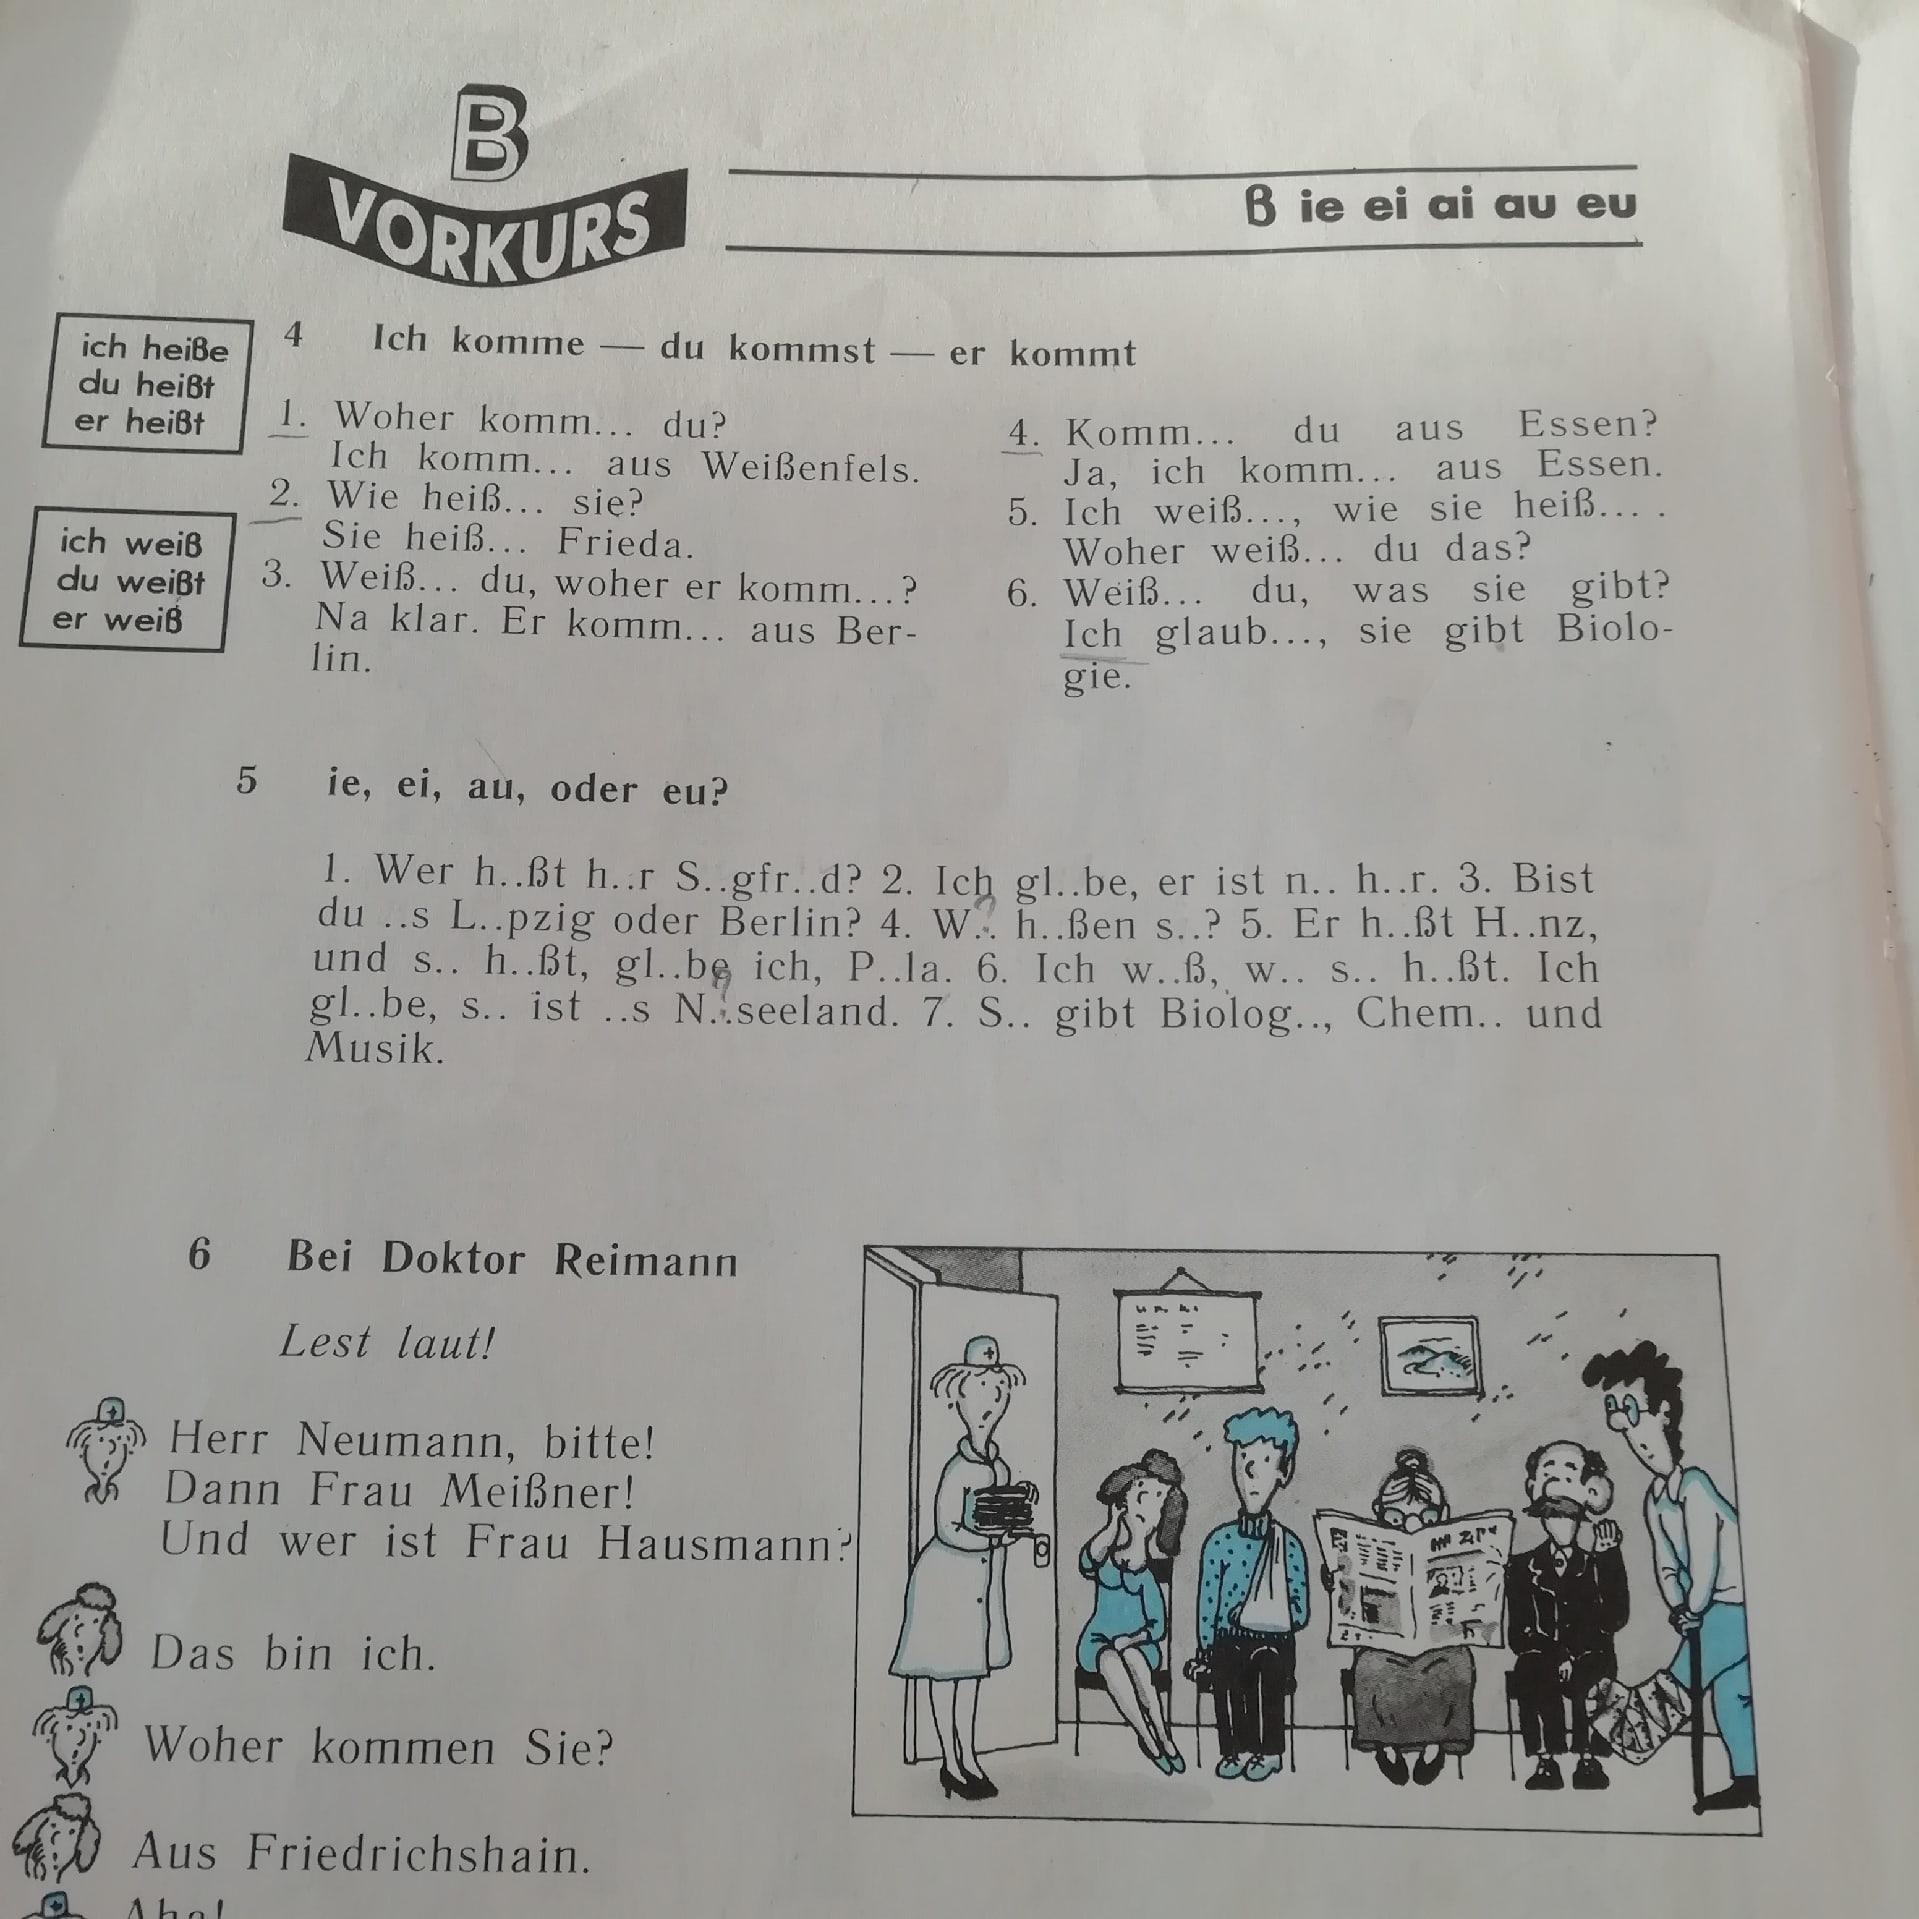 B
VORKURS
ß ie ei ai au eu
ich heiße
du heißt
er heißt
ich weiß
du weißt
er weiß
4 Ich komme — du kommst — er kommt
1. Woher komm... du?
Ich komm... aus Weißenfels.
2. Wie heiß... sie?
Sie heiß... Frieda.
3. Weiß... du, woher er komm...?
Na klar. Er komm... aus Ber-
lin.
4. Komm... du aus Essen?
Ja, ich komm... aus Essen.
5. Ich weiß..., wie sie heiß... .
Woher weiß... du das?
6. Weiß... du, was sie gibt?
Ich glaub..., sie gibt Biolo-
gie.
5 ie, ei, au, oder eu?
1. Wer h..ßt h..r S..gfr..d? 2. Ich gl..be, er ist n.. h..r. 3. Bist
du ..s L..pzig oder Berlin? 4. W.. h..ßen s..? 5. Er h..ßt H..nz,
und s.. h..ßt, gl..be ich, P..la. 6. Ich w..ß, w.. s.. h..ßt. Ich
gl..be, s.. ist ..s N..seeland. 7. S.. gibt Biolog.., Chem.. und
Musik.
6 Bei Doktor Reimann
Lest laut!
Herr Neumann, bitte!
Dann Frau Meißner!
Und wer ist Frau Hausmann?
Das bin ich.
Woher kommen Sie?
Aus Friedrichshain.
Aha!